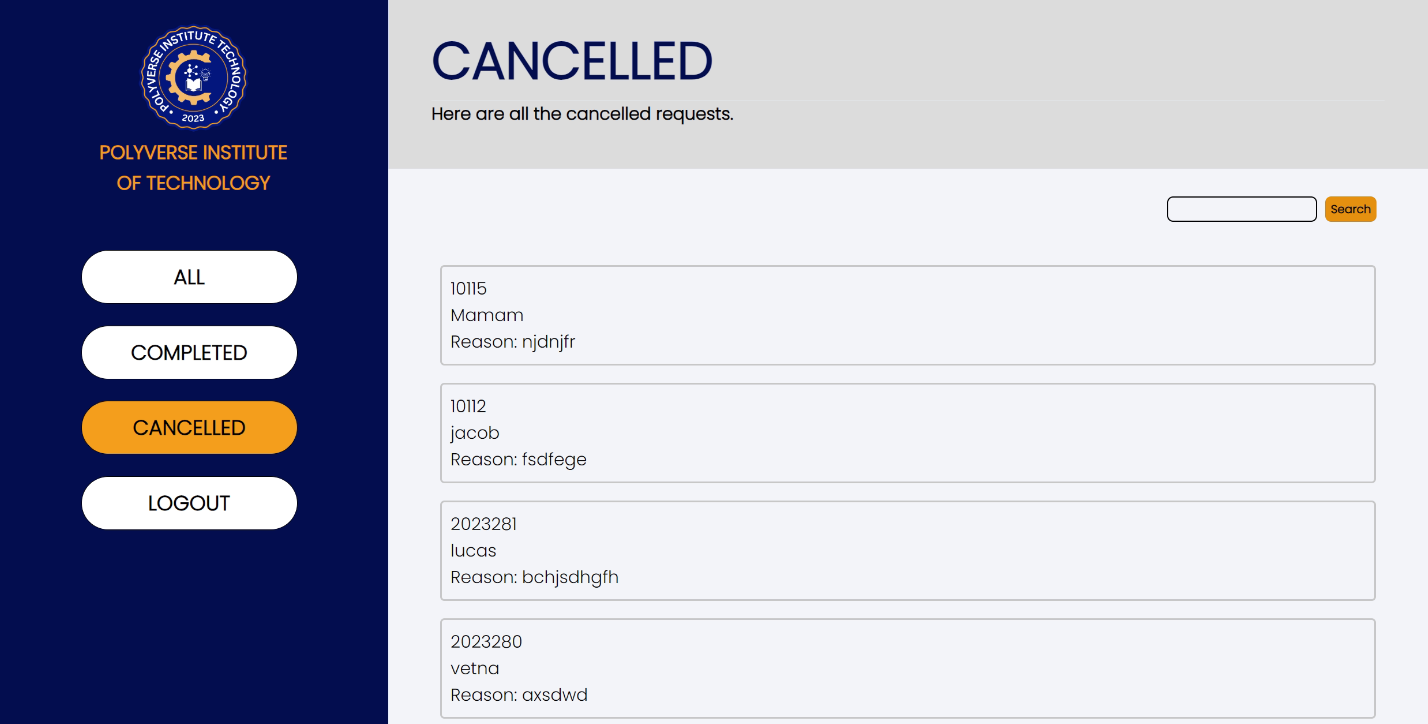 POLYVERSE INSTITUTE TECHNOLOGY
2023
POLYVERSE INSTITUTE
OF TECHNOLOGY
ALL
COMPLETED
CANCELLED
LOGOUT
CANCELLED
Here are all the cancelled requests.
Search
10115
Mamam
Reason: njdnjfr
10112
jacob
Reason: fsdfege
2023281
lucas
Reason: bchjsdhgfh
2023280
vetna
Reason: axsdwd